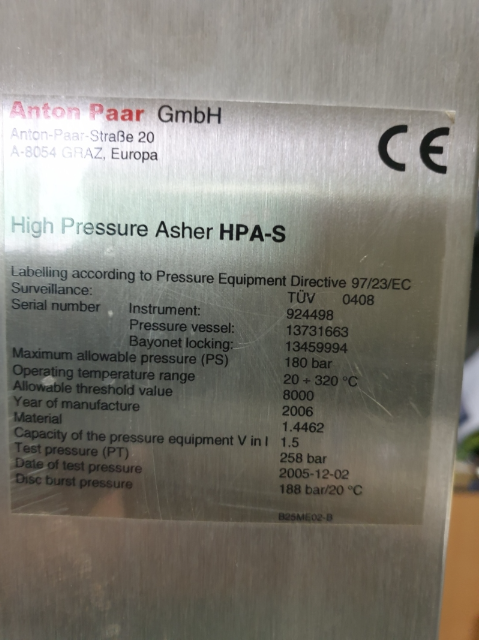 Anton Paar GmbH
Anton-Paar-Straße 20
A-8054 GRAZ, Europa
CE
High Pressure Asher HPA-S
Labelling according to Pressure Equipment Directive 97/23/EC
Surveillance: TÜV 0408
Serial number Instrument: 924498
Pressure vessel: 13731663
Bayonet locking: 13459994
Maximum allowable pressure (PS) 180 bar
Operating temperature range 20 ÷ 320 °C
Allowable threshold value 8000
Year of manufacture 2006
Material 1.4462
Capacity of the pressure equipment V in l 1.5
Test pressure (PT) 258 bar
Date of test pressure 2005-12-02
Disc burst pressure 188 bar/20 °C
B25ME02-B